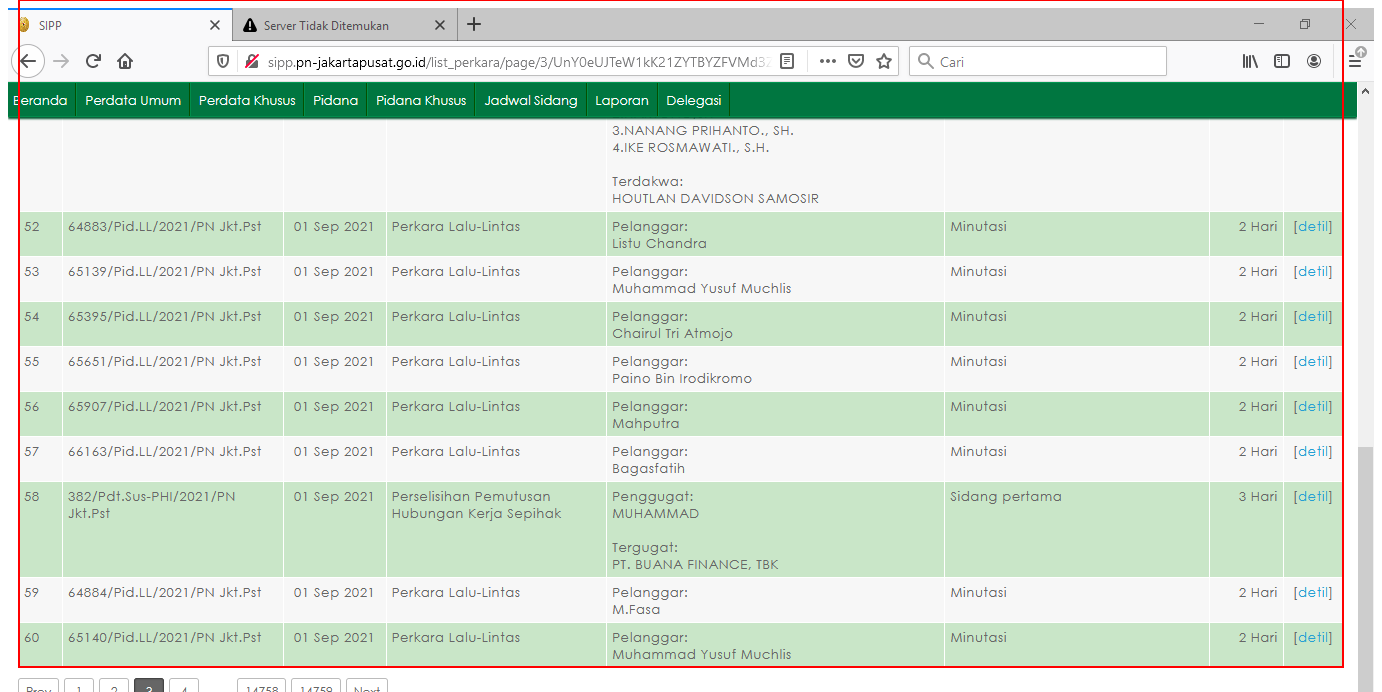 SIPP
Server Tidak Ditemukan
sipp.pn-jakartapusat.go.id/list_perkara/page/3/UnY0eUJTeW1kK21ZYTBYZFVMd3
Cari
Beranda Perdata Umum Perdata Khusus Pidana Pidana Khusus Jadwal Sidang Laporan Delegasi
3.NANANG PRIHANTO., SH.
4.IKE ROSMAWATI., S.H.
Terdakwa:
HOUTLAN DAVIDSON SAMOSIR
52 64883/Pid.LL/2021/PN Jkt.Pst 01 Sep 2021 Perkara Lalu-Lintas Pelanggar: Minutasi 2 Hari [detil]
Listu Chandra
53 65139/Pid.LL/2021/PN Jkt.Pst 01 Sep 2021 Perkara Lalu-Lintas Pelanggar: Minutasi 2 Hari [detil]
Muhammad Yusuf Muchlis
54 65395/Pid.LL/2021/PN Jkt.Pst 01 Sep 2021 Perkara Lalu-Lintas Pelanggar: Minutasi 2 Hari [detil]
Chairul Tri Atmojo
55 65651/Pid.LL/2021/PN Jkt.Pst 01 Sep 2021 Perkara Lalu-Lintas Pelanggar: Minutasi 2 Hari [detil]
Paino Bin Irodikromo
56 65907/Pid.LL/2021/PN Jkt.Pst 01 Sep 2021 Perkara Lalu-Lintas Pelanggar: Minutasi 2 Hari [detil]
Mahputra
57 66163/Pid.LL/2021/PN Jkt.Pst 01 Sep 2021 Perkara Lalu-Lintas Pelanggar: Minutasi 2 Hari [detil]
Bagasfatih
58 382/Pdt.Sus-PHI/2021/PN 01 Sep 2021 Perselisihan Pemutusan Penggugat: Sidang pertama 3 Hari [detil]
Jkt.Pst Hubungan Kerja Sepihak MUHAMMAD
Tergugat:
PT. BUANA FINANCE, TBK
59 64884/Pid.LL/2021/PN Jkt.Pst 01 Sep 2021 Perkara Lalu-Lintas Pelanggar: Minutasi 2 Hari [detil]
M.Fasa
60 65140/Pid.LL/2021/PN Jkt.Pst 01 Sep 2021 Perkara Lalu-Lintas Pelanggar: Minutasi 2 Hari [detil]
Muhammad Yusuf Muchlis
Prev 1 2 3 4 14758 14759 Next